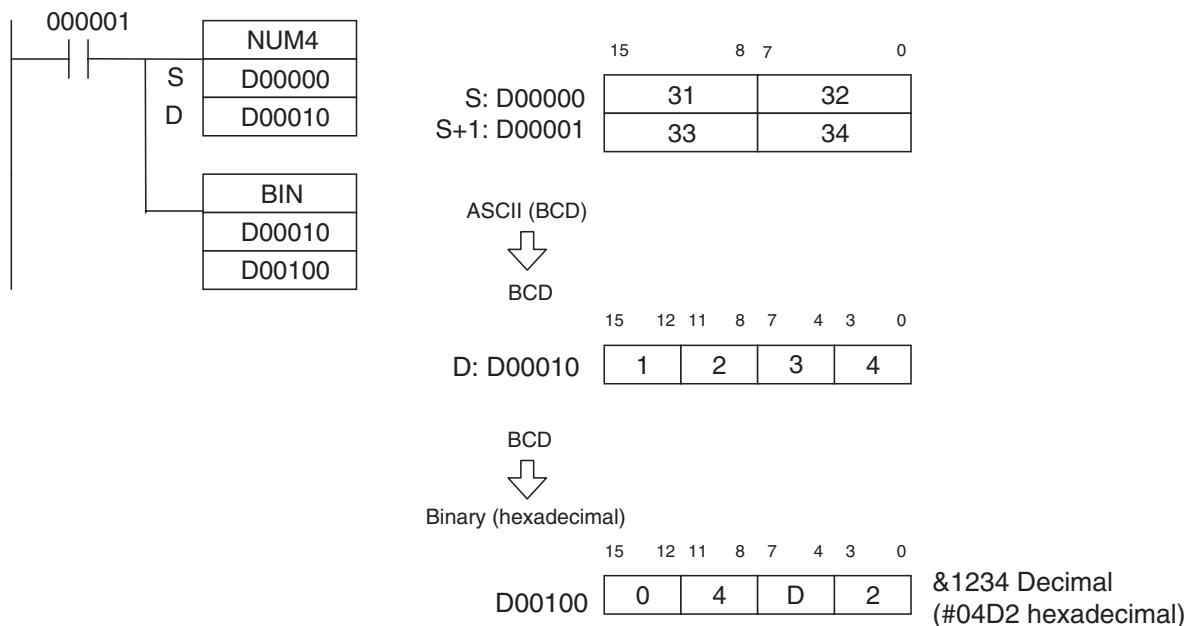 000001
NUM4
S D00000
D D00010
BIN
D00010
D00100
15 8 7 0
S: D00000 31 32
S+1: D00001 33 34
ASCII (BCD)
BCD
15 12 11 8 7 4 3 0
D: D00010 1 2 3 4
BCD
Binary (hexadecimal)
15 12 11 8 7 4 3 0
D00100 0 4 D 2
&1234 Decimal
(#04D2 hexadecimal)